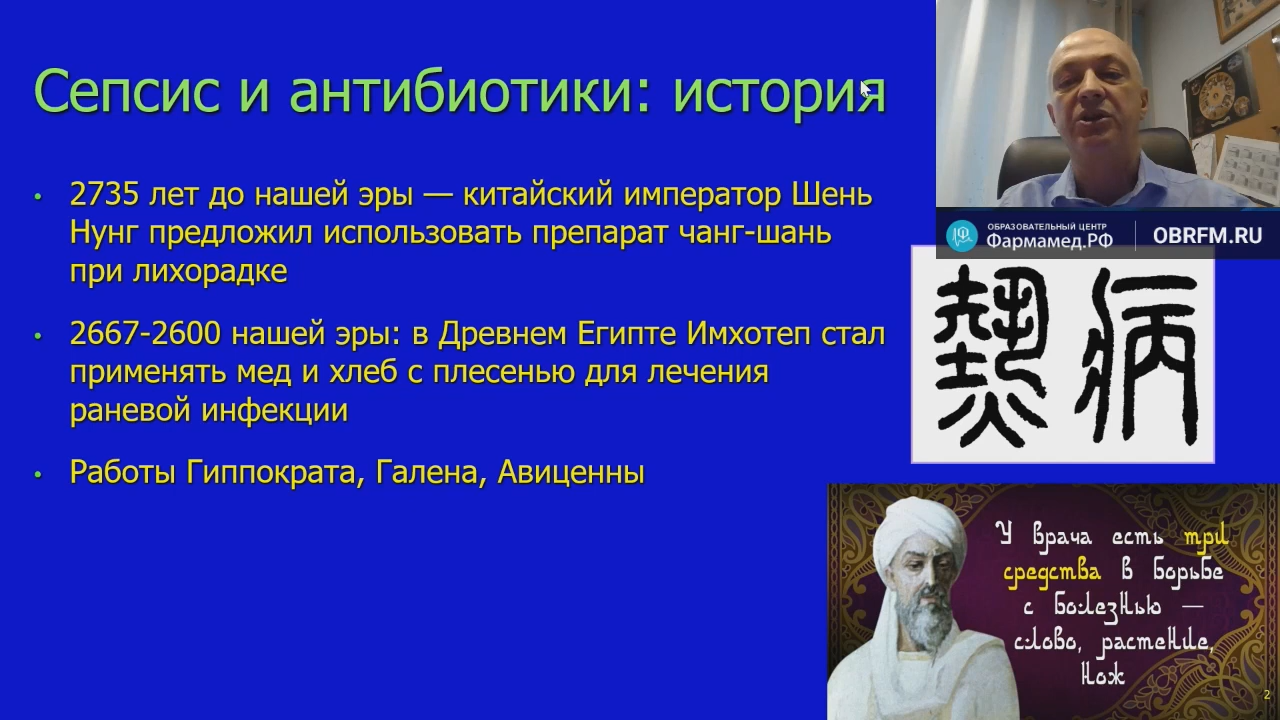 Сепсис и антибиотики: история
• 2735 лет до нашей эры — китайский император Шень
Нунг предложил использовать препарат чанг-шань
при лихорадке
• 2667-2600 нашей эры: в Древнем Египте Имхотеп стал
применять мед и хлеб с плесенью для лечения
раневой инфекции
• Работы Гиппократа, Галена, Авиценны
ОБРАЗОВАТЕЛЬНЫЙ ЦЕНТР
Фармамед.РФ
OBRFM.RU
熱病
У врача есть три
средства в борьбе
с болезнью —
слово, растение,
нож
2